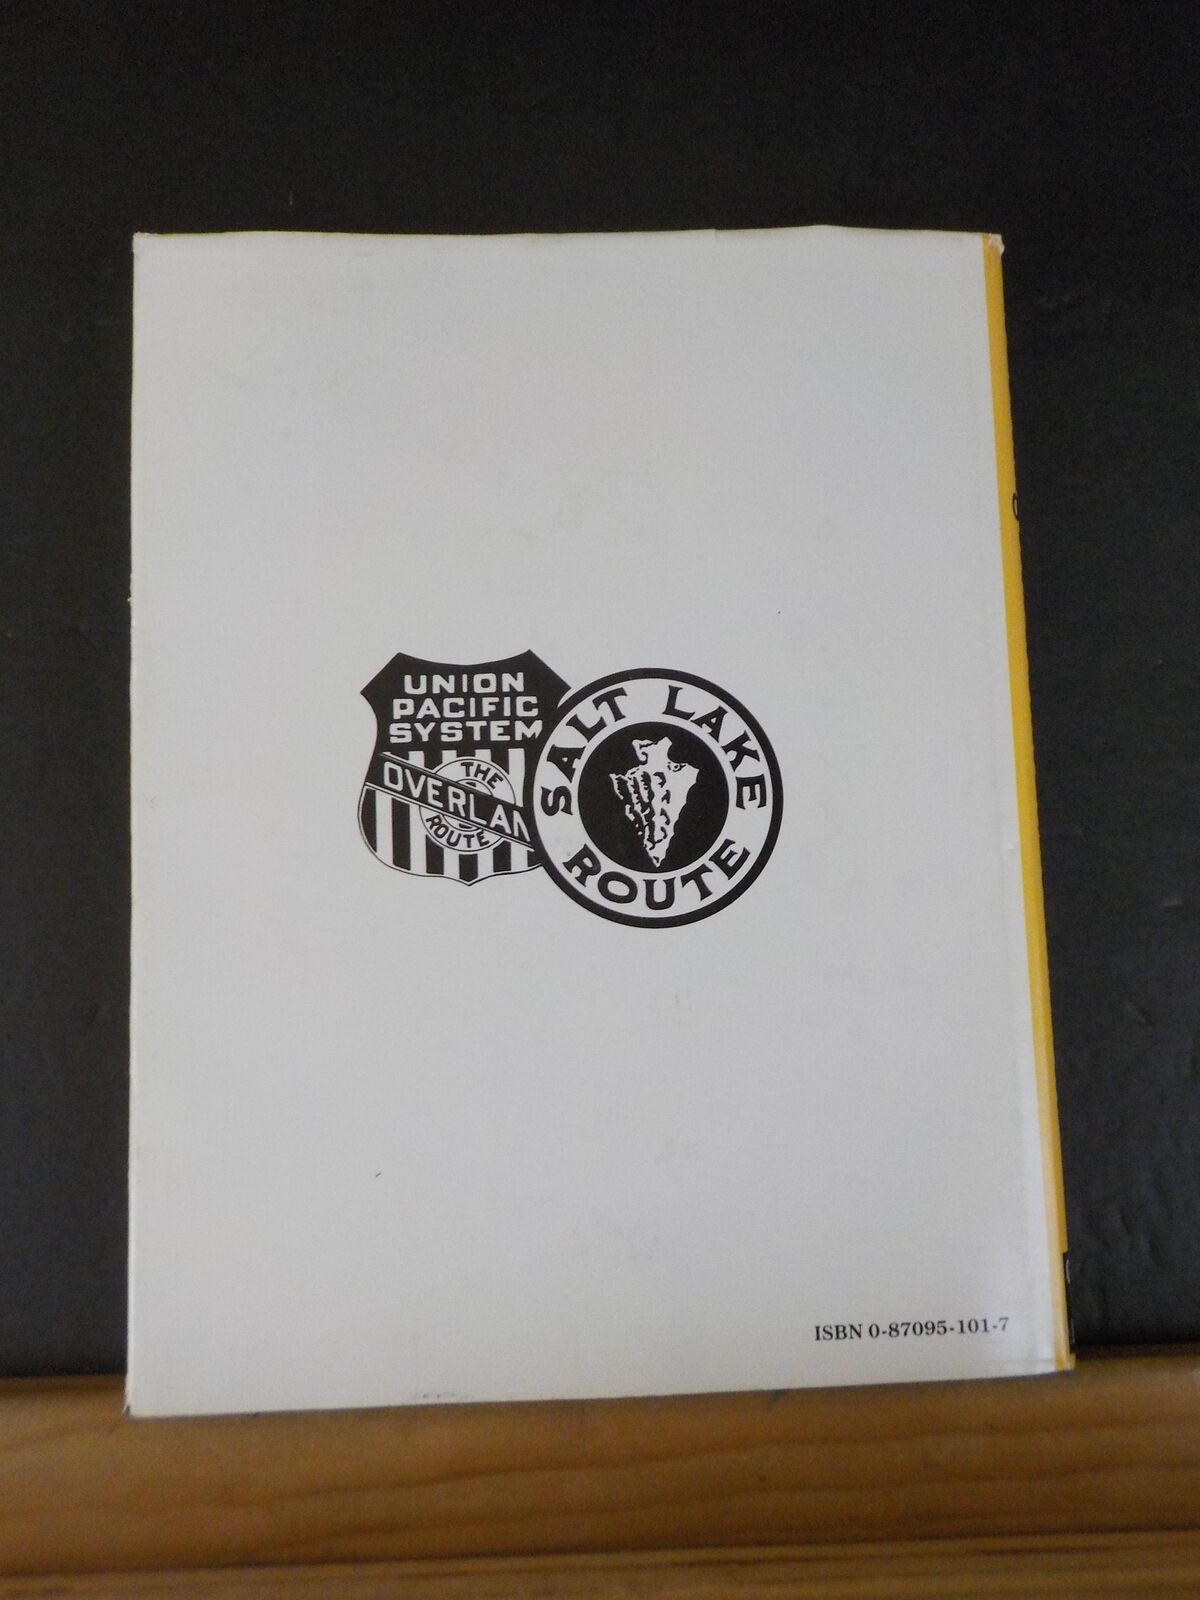 UNION
PACIFIC
SYSTEM
THE
OVERLAN
ROUTE
SALT LAKE
ROUTE
ISBN 0-87095-101-7